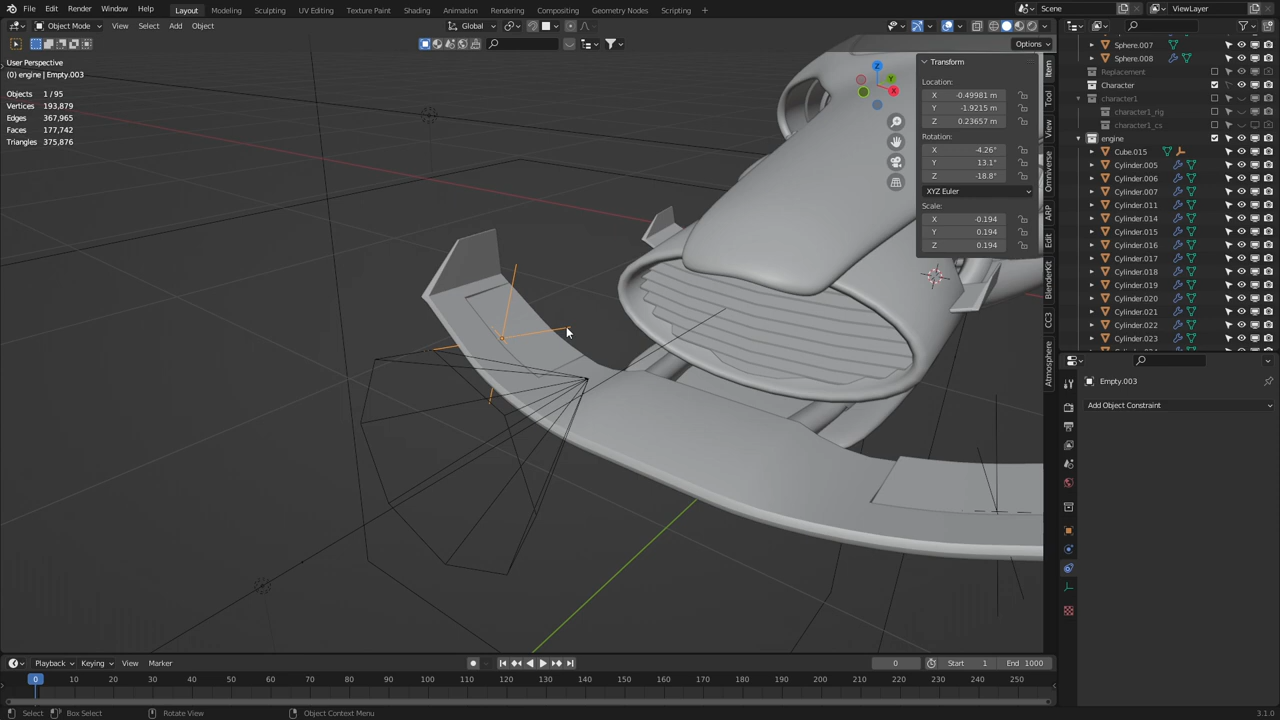 File Edit Render Window Help
Layout Modeling Sculpting UV Editing Texture Paint Shading Animation Rendering Compositing Geometry Nodes Scripting +
Scene
ViewLayer
Object Mode View Select Add Object
Global
Options
User Perspective
(0) engine | Empty.003
Objects 1 / 95
Vertices 193,879
Edges 367,965
Faces 177,742
Triangles 375,876
Z
Y
X
Transform
Location:
X -0.49981 m
Y -1.9215 m
Z 0.23657 m
Rotation:
X -4.26°
Y 13.1°
Z -18.8°
XYZ Euler
Scale:
X -0.194
Y 0.194
Z 0.194
Item
Tool
View
Omniverse
ARP
Edit
BlenderKit
CC3
Atmosphere
Sphere.007
Sphere.008
Replacement
Character
character1
character1_rig
character1_cs
engine
Cube.015
Cylinder.005
Cylinder.006
Cylinder.007
Cylinder.011
Cylinder.014
Cylinder.015
Cylinder.016
Cylinder.017
Cylinder.018
Cylinder.019
Cylinder.020
Cylinder.021
Cylinder.022
Cylinder.023
Empty.003
Add Object Constraint
Playback Keying View Marker
0
Start 1
End 1000
0 10 20 30 40 50 60 70 80 90 100 110 120 130 140 150 160 170 180 190 200 210 220 230 240 250
Select Box Select Rotate View Object Context Menu
3.1.0